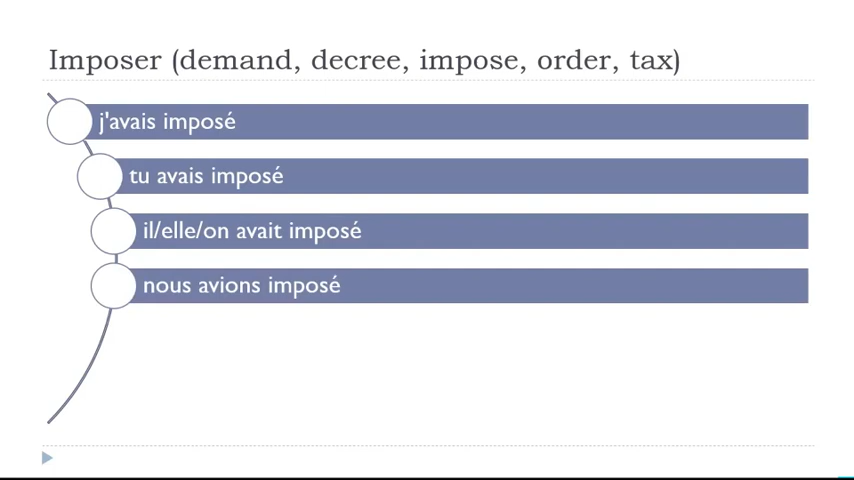 Imposer (demand, decree, impose, order, tax)
j'avais imposé
tu avais imposé
il/elle/on avait imposé
nous avions imposé